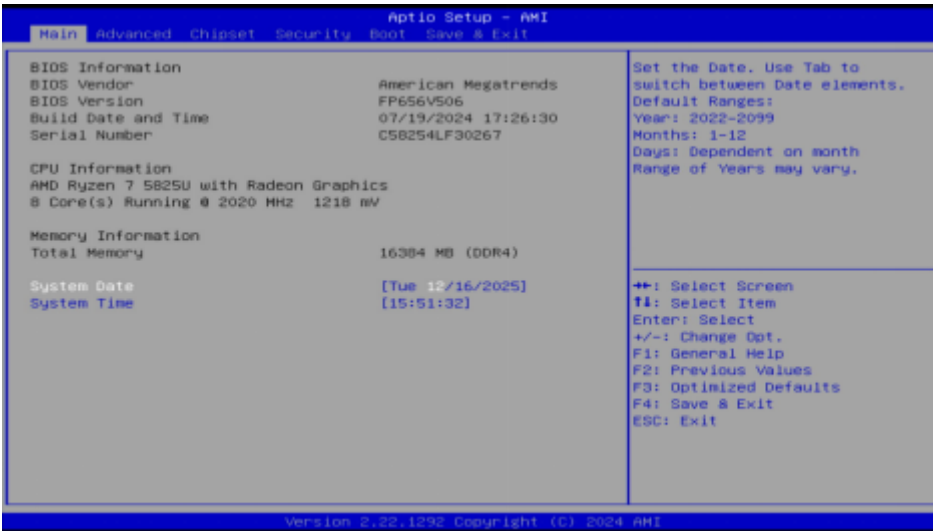 Aptio Setup - AMI
Main Advanced Chipset Security Boot Save & Exit
BIOS Information
BIOS Vendor American Megatrends
BIOS Version FP656V506
Build Date and Time 07/19/2024 17:26:30
Serial Number C58254LF30267
CPU Information
AMD Ryzen 7 5825U with Radeon Graphics
8 Core(s) Running @ 2020 MHz 1218 mV
Memory Information
Total Memory 16384 MB (DDR4)
System Date [Tue 12/16/2025]
System Time [15:51:32]
Set the Date. Use Tab to
switch between Date elements.
Default Ranges:
Year: 2022-2099
Months: 1-12
Days: Dependent on month
Range of Years may vary.
→←: Select Screen
↑↓: Select Item
Enter: Select
+/-: Change Opt.
F1: General Help
F2: Previous Values
F3: Optimized Defaults
F4: Save & Exit
ESC: Exit
Version 2.22.1292 Copyright (C) 2024 AMI